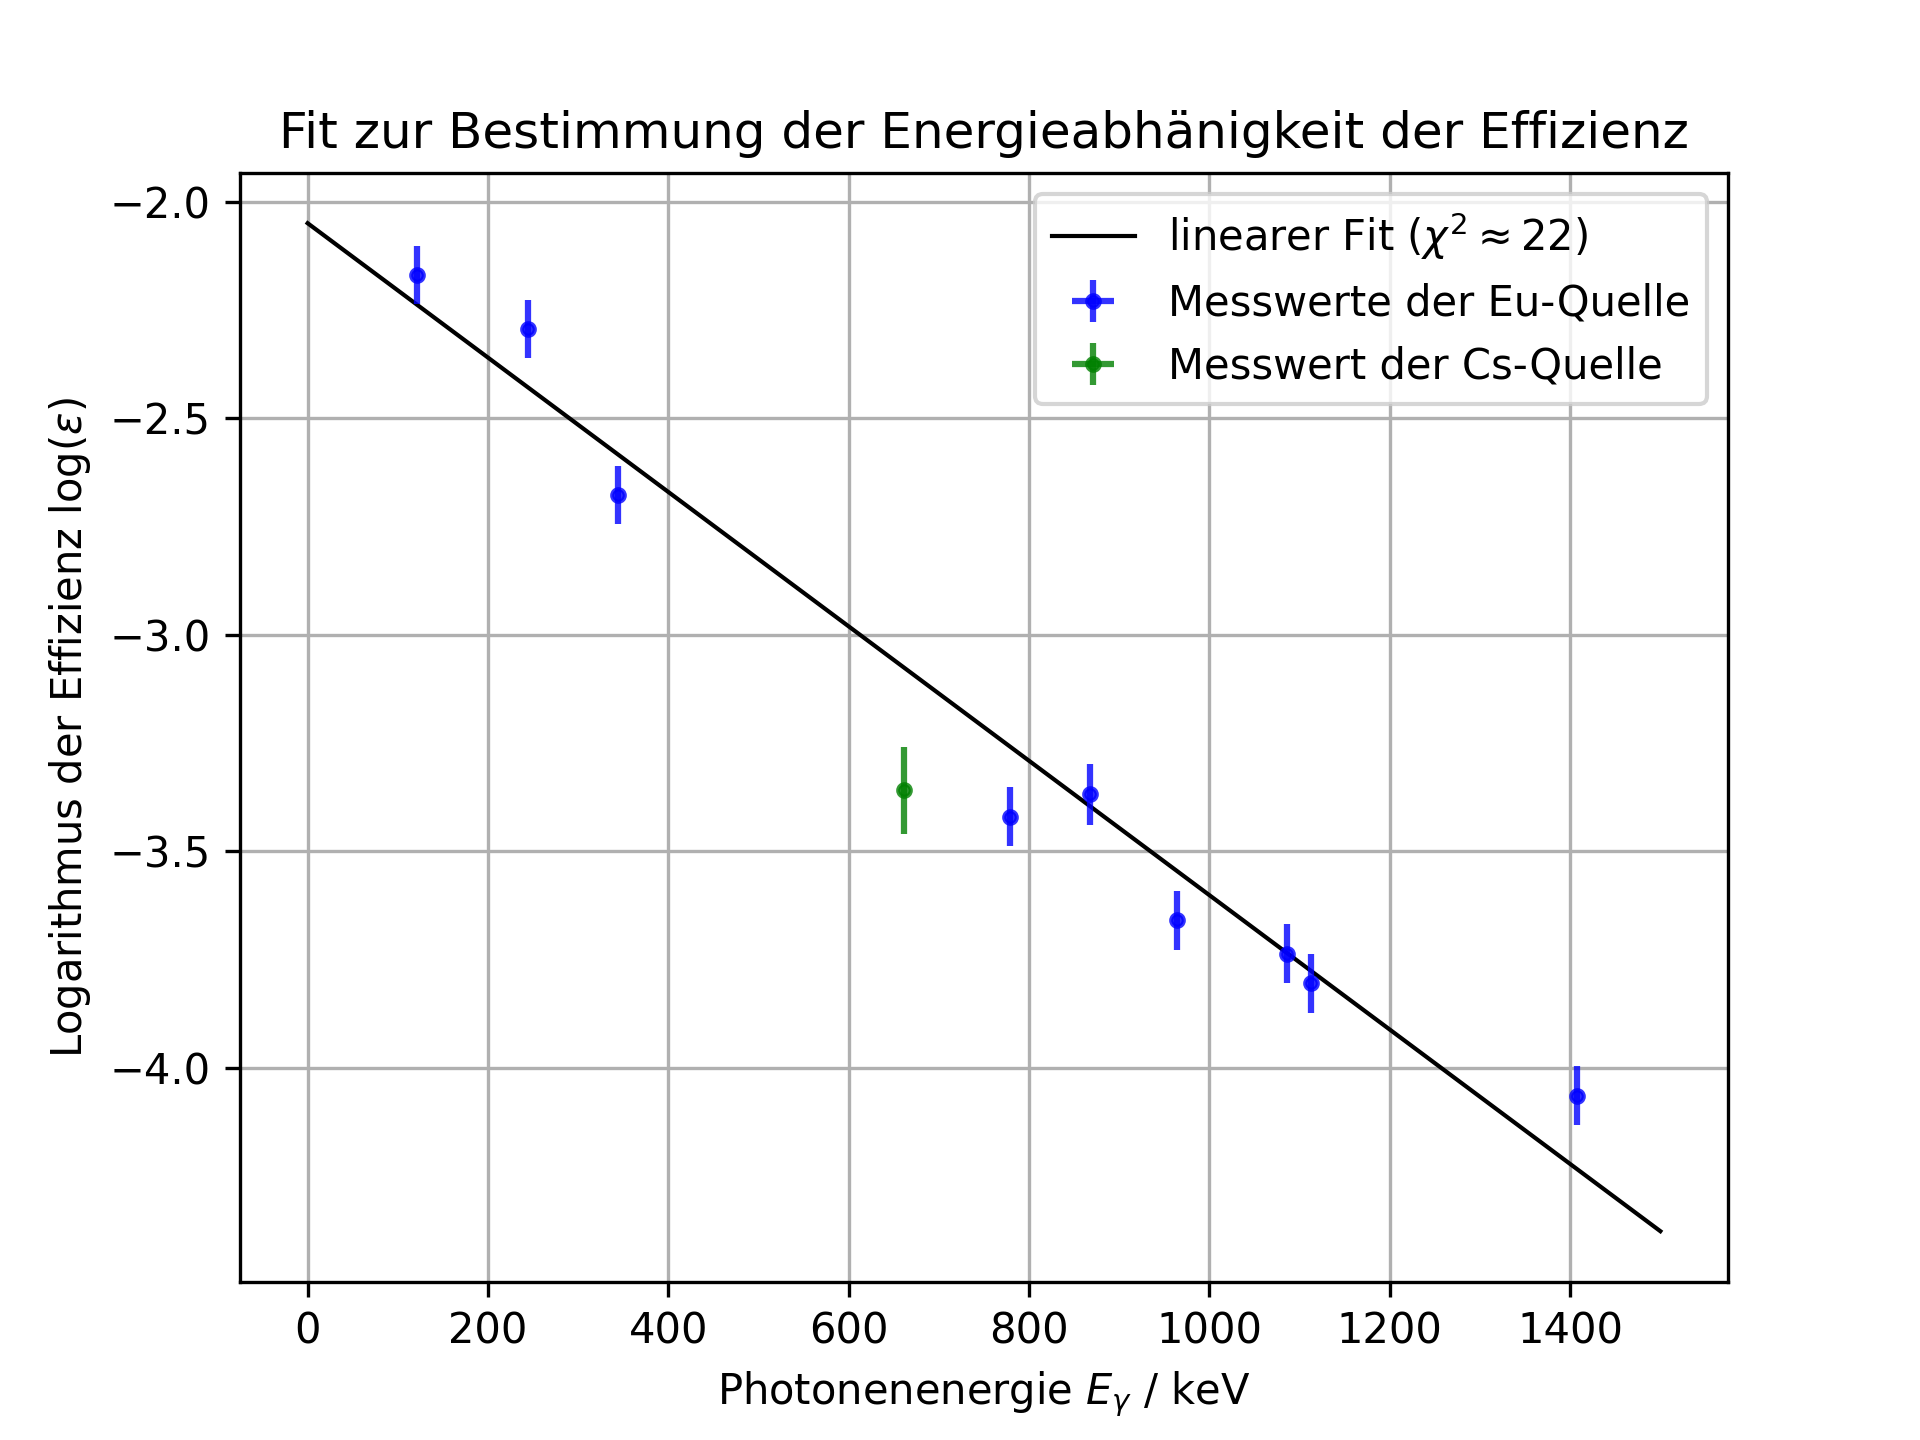 Fit zur Bestimmung der Energieabhänigkeit der Effizienz
linearer Fit (χ² ≈ 22)
Messwerte der Eu-Quelle
Messwert der Cs-Quelle
Logarithmus der Effizienz log(ε)
−2.0
−2.5
−3.0
−3.5
−4.0
0 200 400 600 800 1000 1200 1400
Photonenenergie E_γ / keV